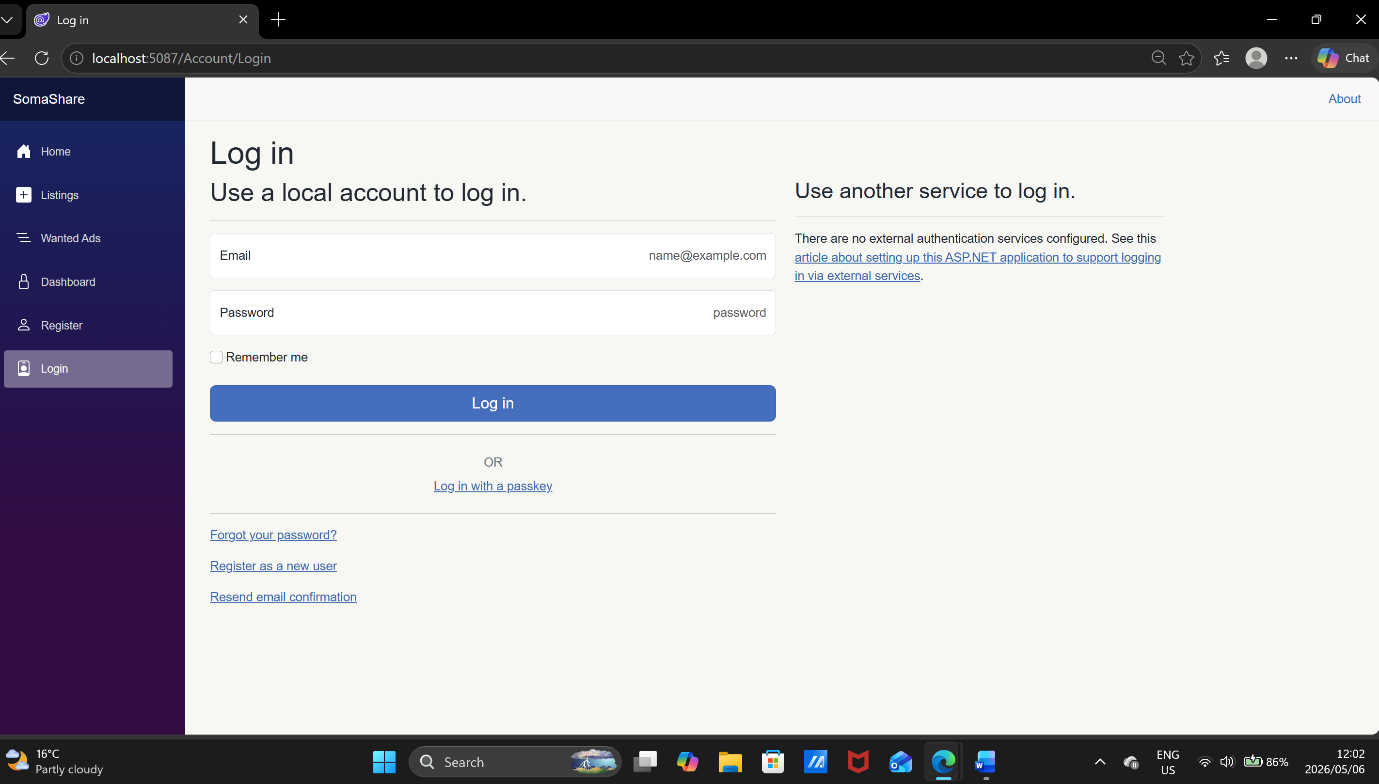 Log in
localhost:5087/Account/Login
Chat
SomaShare
About
Home
Listings
Wanted Ads
Dashboard
Register
Login
Log in
Use a local account to log in.
Email name@example.com
Password password
Remember me
Log in
OR
Log in with a passkey
Forgot your password?
Register as a new user
Resend email confirmation
Use another service to log in.
There are no external authentication services configured. See this
article about setting up this ASP.NET application to support logging
in via external services.
16°C
Partly cloudy
Search
ENG
US
86%
12:02
2026/05/06